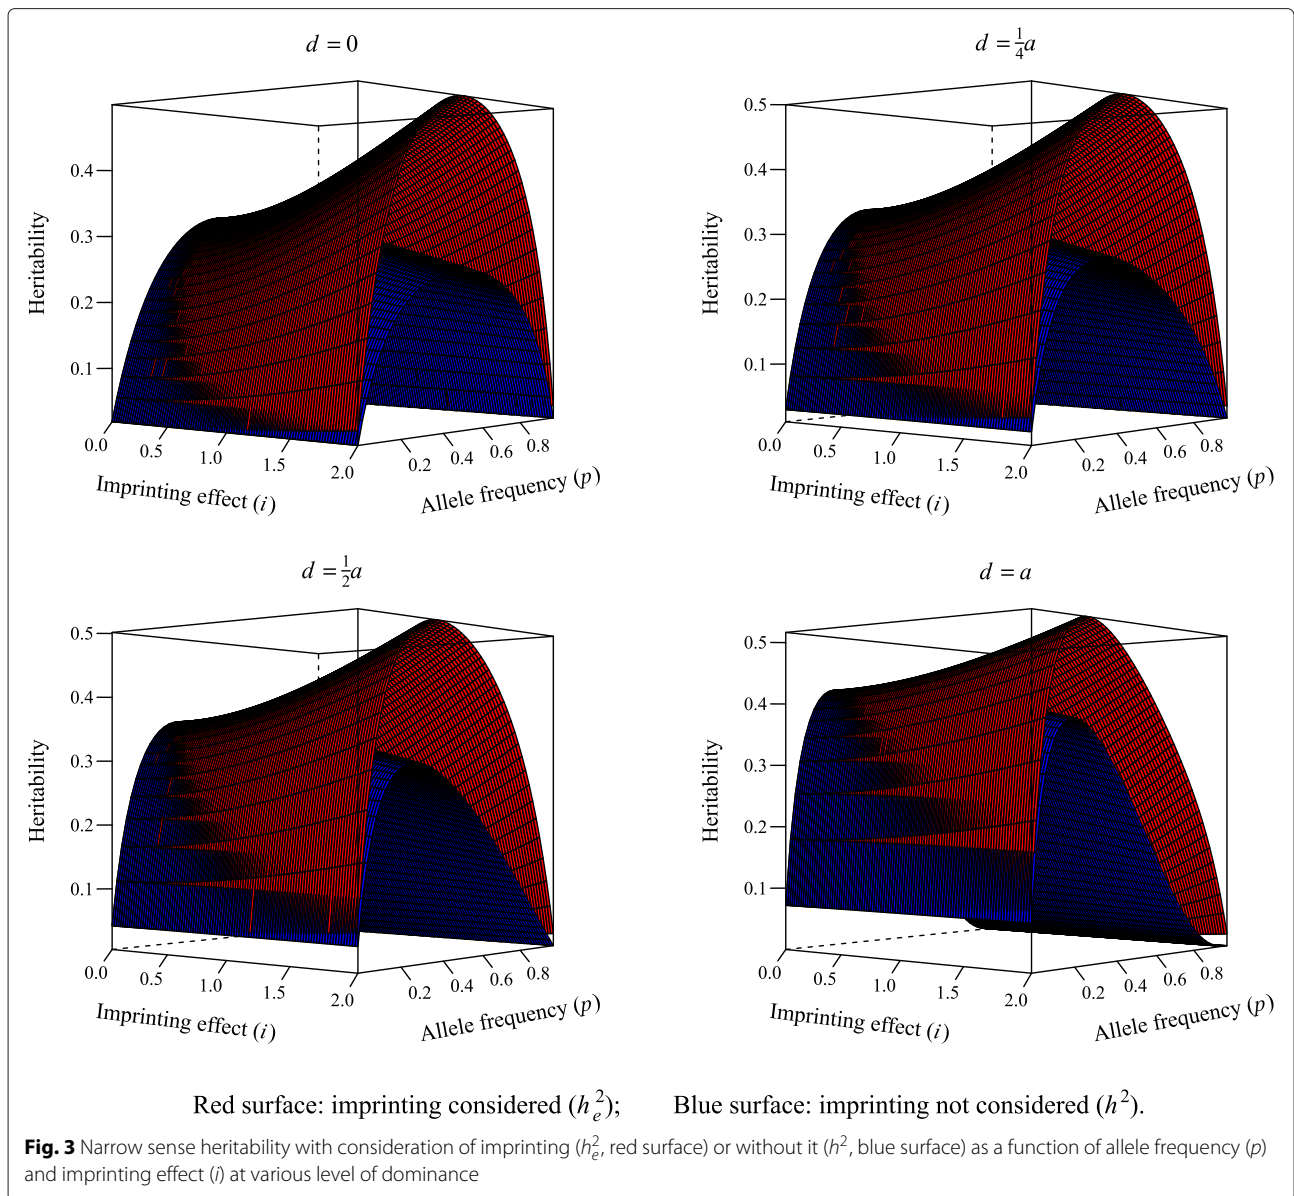 d = 0
0.4
0.3
0.2
0.1
Heritability
0.0
0.5
1.0
1.5
2.0
Imprinting effect (i)
0.2
0.4
0.6
0.8
Allele frequency (p)
d = 1/4 a
0.5
0.4
0.3
0.2
0.1
Heritability
0.0
0.5
1.0
1.5
2.0
Imprinting effect (i)
0.2
0.4
0.6
0.8
Allele frequency (p)
d = 1/2 a
0.5
0.4
0.3
0.2
0.1
Heritability
0.0
0.5
1.0
1.5
2.0
Imprinting effect (i)
0.2
0.4
0.6
0.8
Allele frequency (p)
d = a
0.5
0.4
0.3
0.2
0.1
Heritability
0.0
0.5
1.0
1.5
2.0
Imprinting effect (i)
0.2
0.4
0.6
0.8
Allele frequency (p)
Red surface: imprinting considered (h_e^2); Blue surface: imprinting not considered (h^2).
Fig. 3 Narrow sense heritability with consideration of imprinting (h_e^2, red surface) or without it (h^2, blue surface) as a function of allele frequency (p)
and imprinting effect (i) at various level of dominance